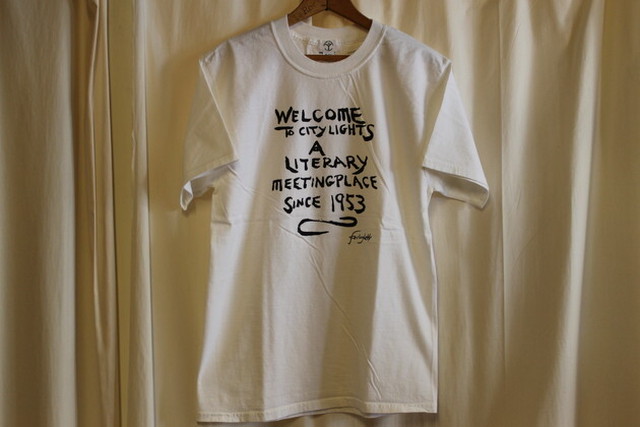 WELCOME
TO CITY LIGHTS
A
LITERARY
MEETINGPLACE
SINCE 1953